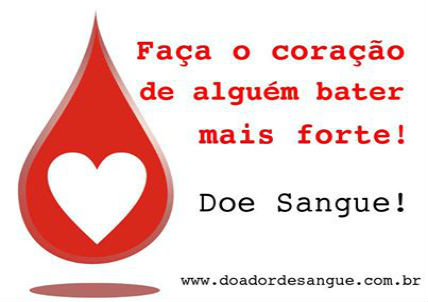 Faça o coração
de alguém bater
mais forte!
Doe Sangue!
www.doadordesangue.com.br